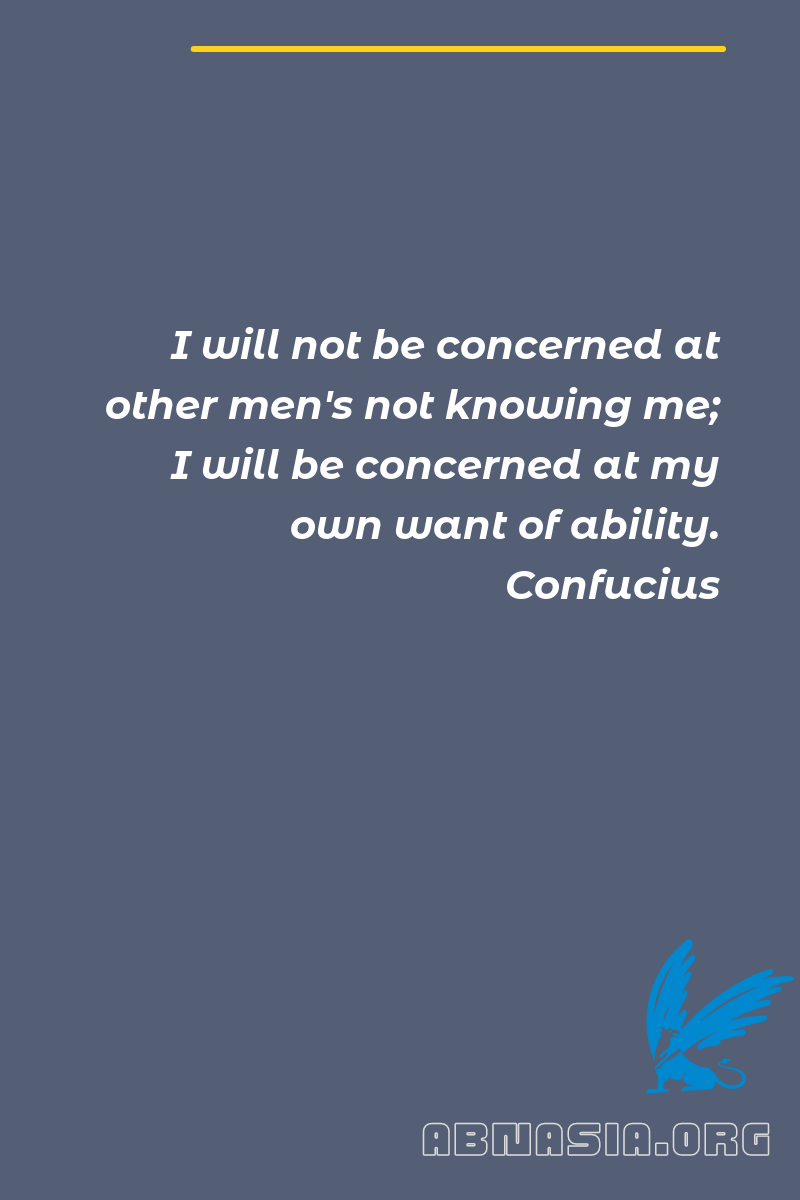 I will not be concerned at
other men's not knowing me;
I will be concerned at my
own want of ability.
Confucius
ABNASIA.ORG